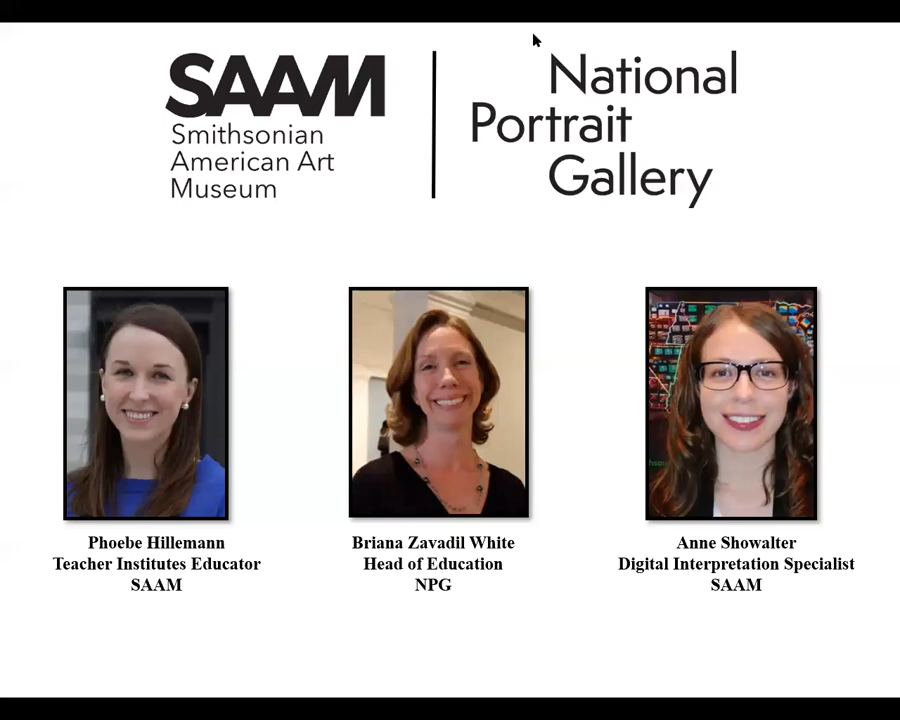 SAAM
Smithsonian
American Art
Museum
National
Portrait
Gallery
Phoebe Hillemann
Teacher Institutes Educator
SAAM
Briana Zavadil White
Head of Education
NPG
Anne Showalter
Digital Interpretation Specialist
SAAM